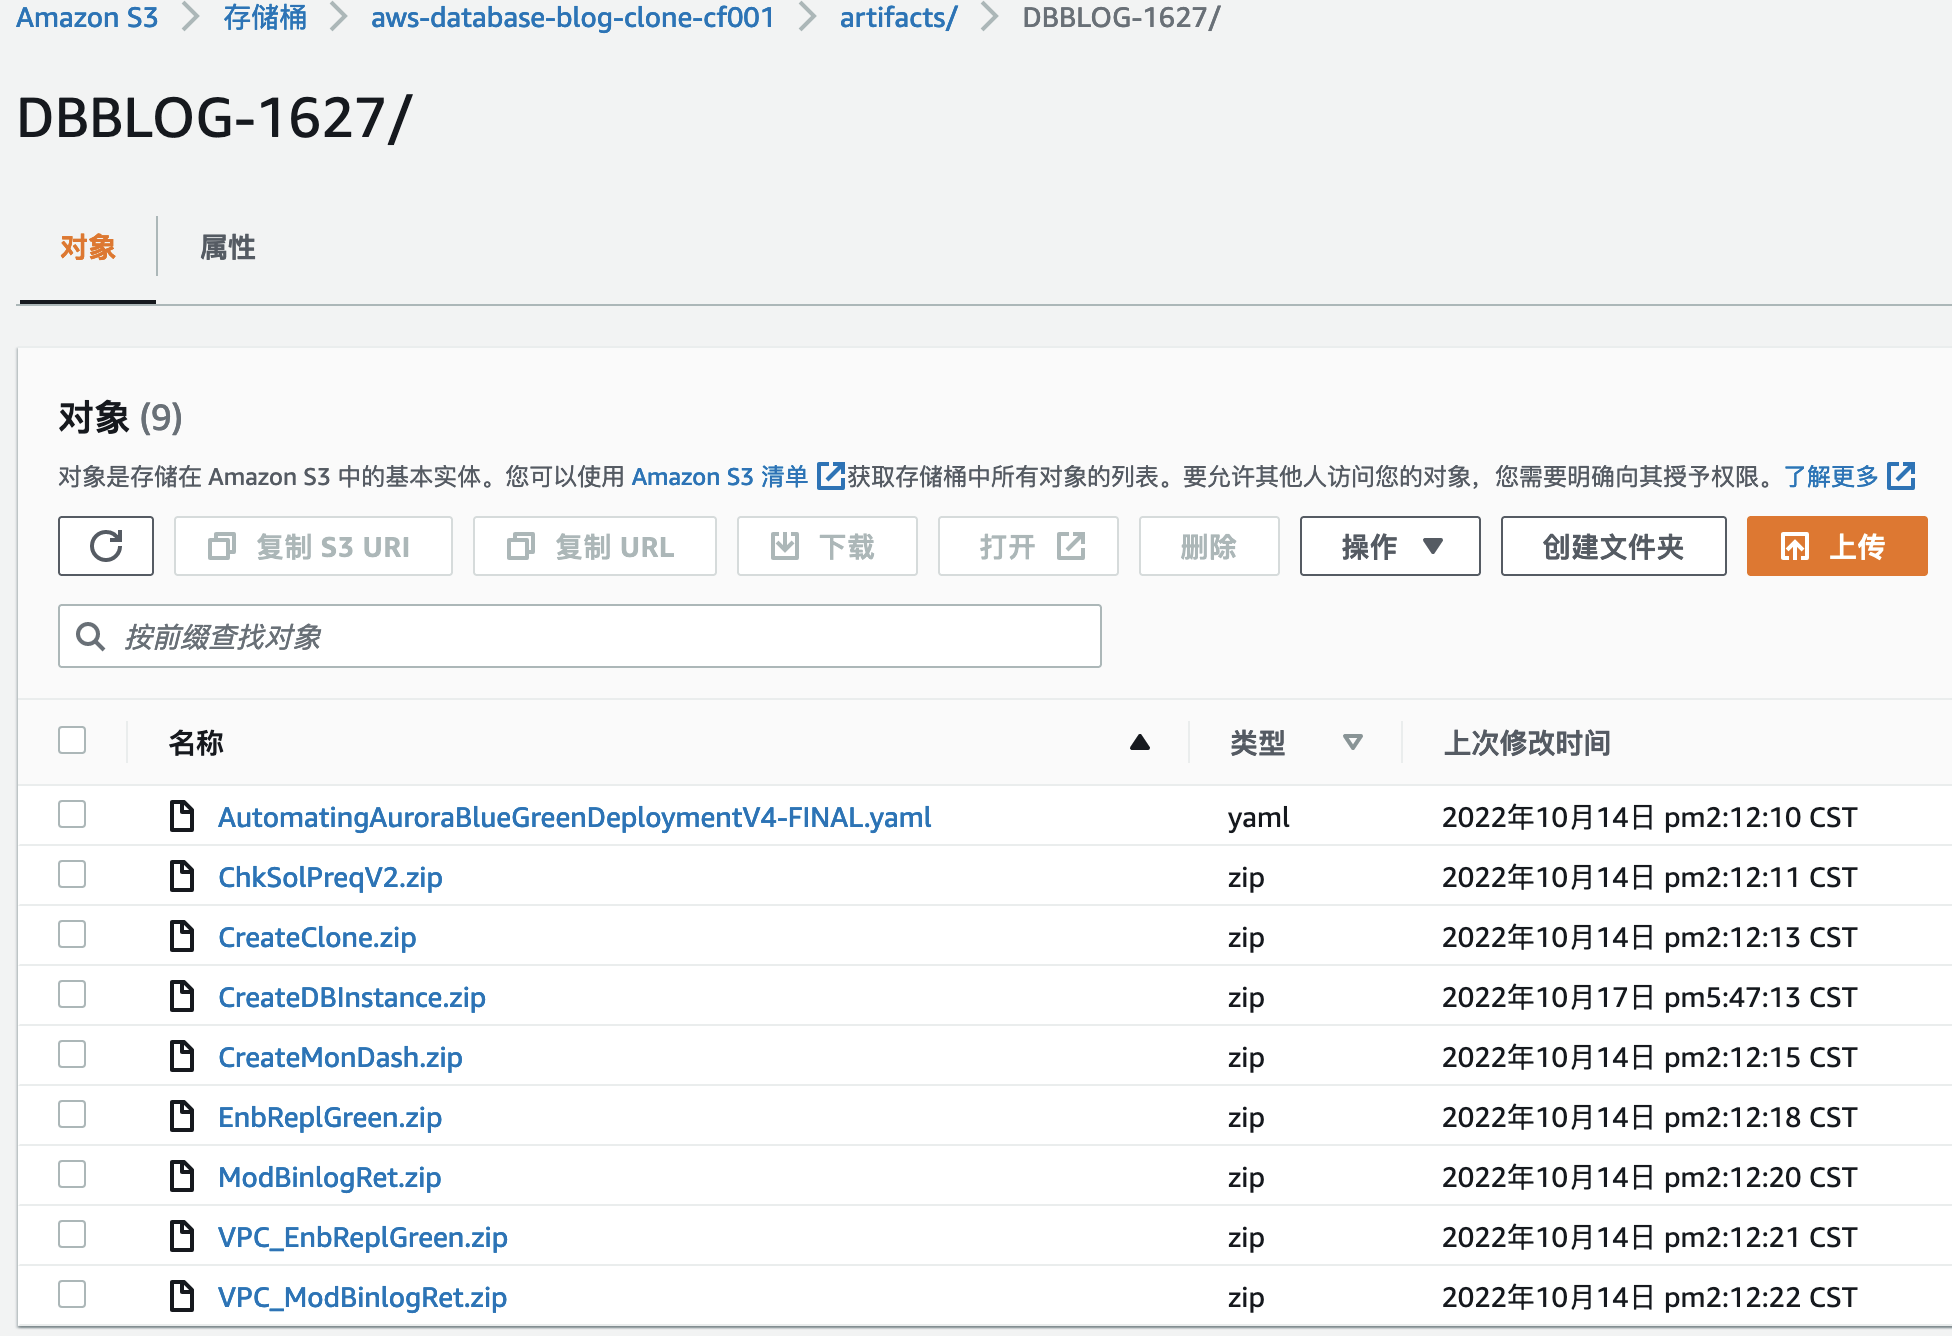 Amazon S3 > 存储桶 > aws-database-blog-clone-cf001 > artifacts/ > DBBLOG-1627/
DBBLOG-1627/
对象 属性
对象 (9)
对象是存储在 Amazon S3 中的基本实体。您可以使用 Amazon S3 清单 获取存储桶中所有对象的列表。要允许其他人访问您的对象，您需要明确向其授予权限。了解更多
复制 S3 URI 复制 URL 下载 打开 删除 操作 创建文件夹 上传
按前缀查找对象
名称 类型 上次修改时间
AutomatingAuroraBlueGreenDeploymentV4-FINAL.yaml yaml 2022年10月14日 pm2:12:10 CST
ChkSolPreqV2.zip zip 2022年10月14日 pm2:12:11 CST
CreateClone.zip zip 2022年10月14日 pm2:12:13 CST
CreateDBInstance.zip zip 2022年10月17日 pm5:47:13 CST
CreateMonDash.zip zip 2022年10月14日 pm2:12:15 CST
EnbReplGreen.zip zip 2022年10月14日 pm2:12:18 CST
ModBinlogRet.zip zip 2022年10月14日 pm2:12:20 CST
VPC_EnbReplGreen.zip zip 2022年10月14日 pm2:12:21 CST
VPC_ModBinlogRet.zip zip 2022年10月14日 pm2:12:22 CST